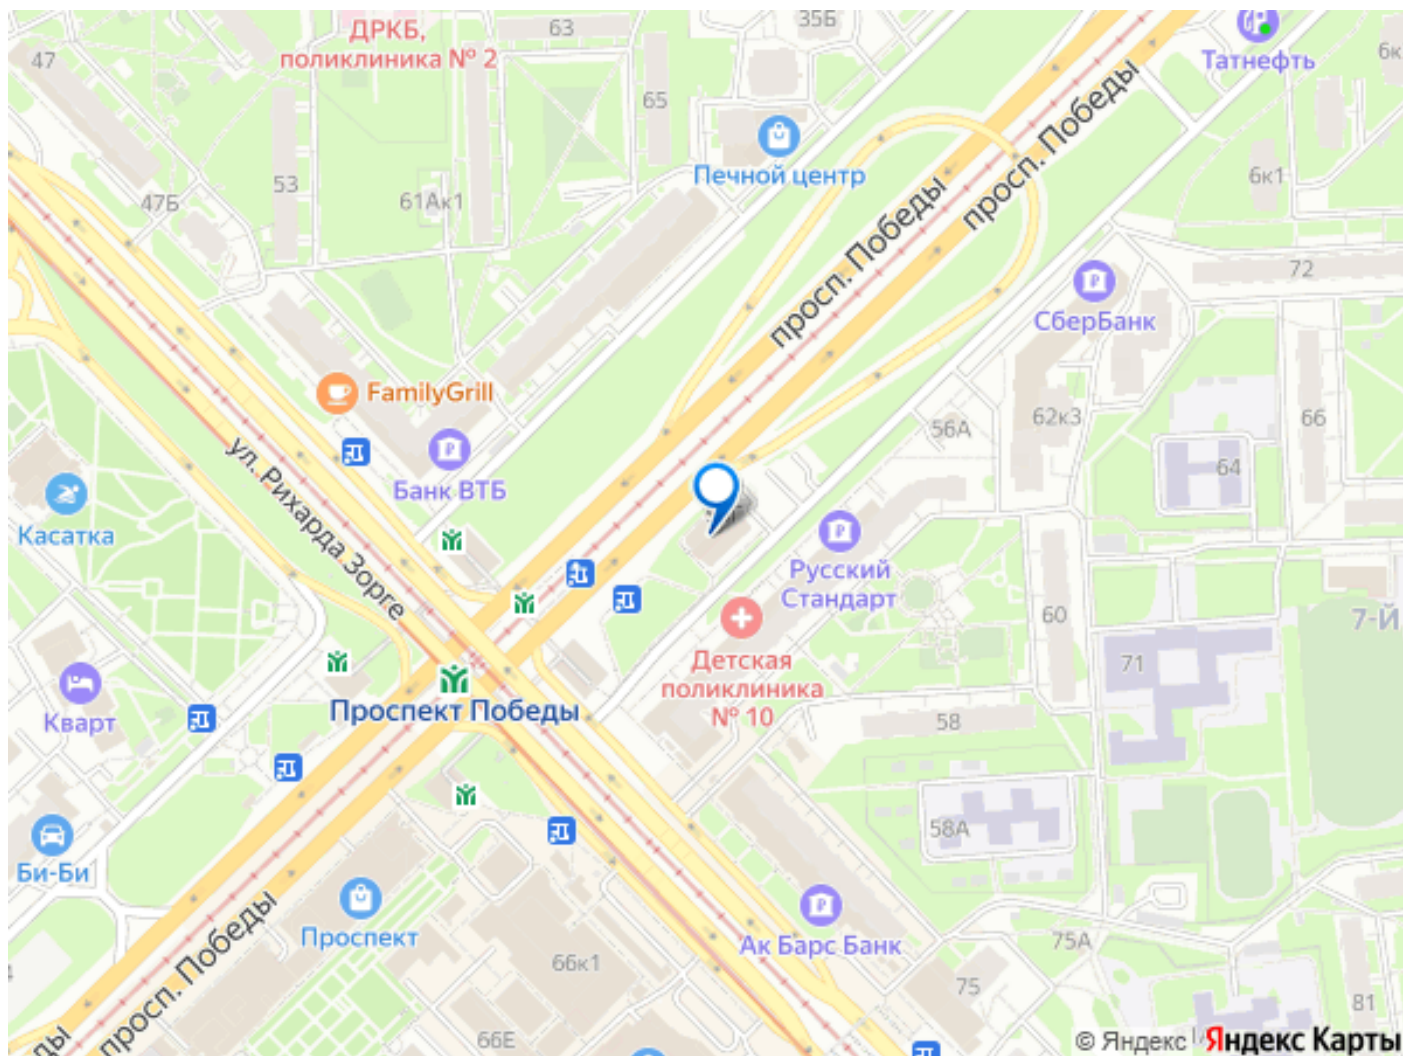 ДРКБ,
поликлиника № 2
63
35Б
Татнефть
47
65
6к
Печной центр
просп. Победы
53
47Б
61Ак1
6к1
просп. Победы
72
СберБанк
FamilyGrill
56А
62к3
66
Банк ВТБ
64
ул. Рихарда Зорге
Касатка
Русский
Стандарт
60
7-Й
Детская
поликлиника
№ 10
71
Кварт
Проспект Победы
58
58А
Би-Би
Проспект
просп. Победы
Ак Барс Банк
66к1
75А
75
81
66Е
ды
© Яндекс Яндекс Карты